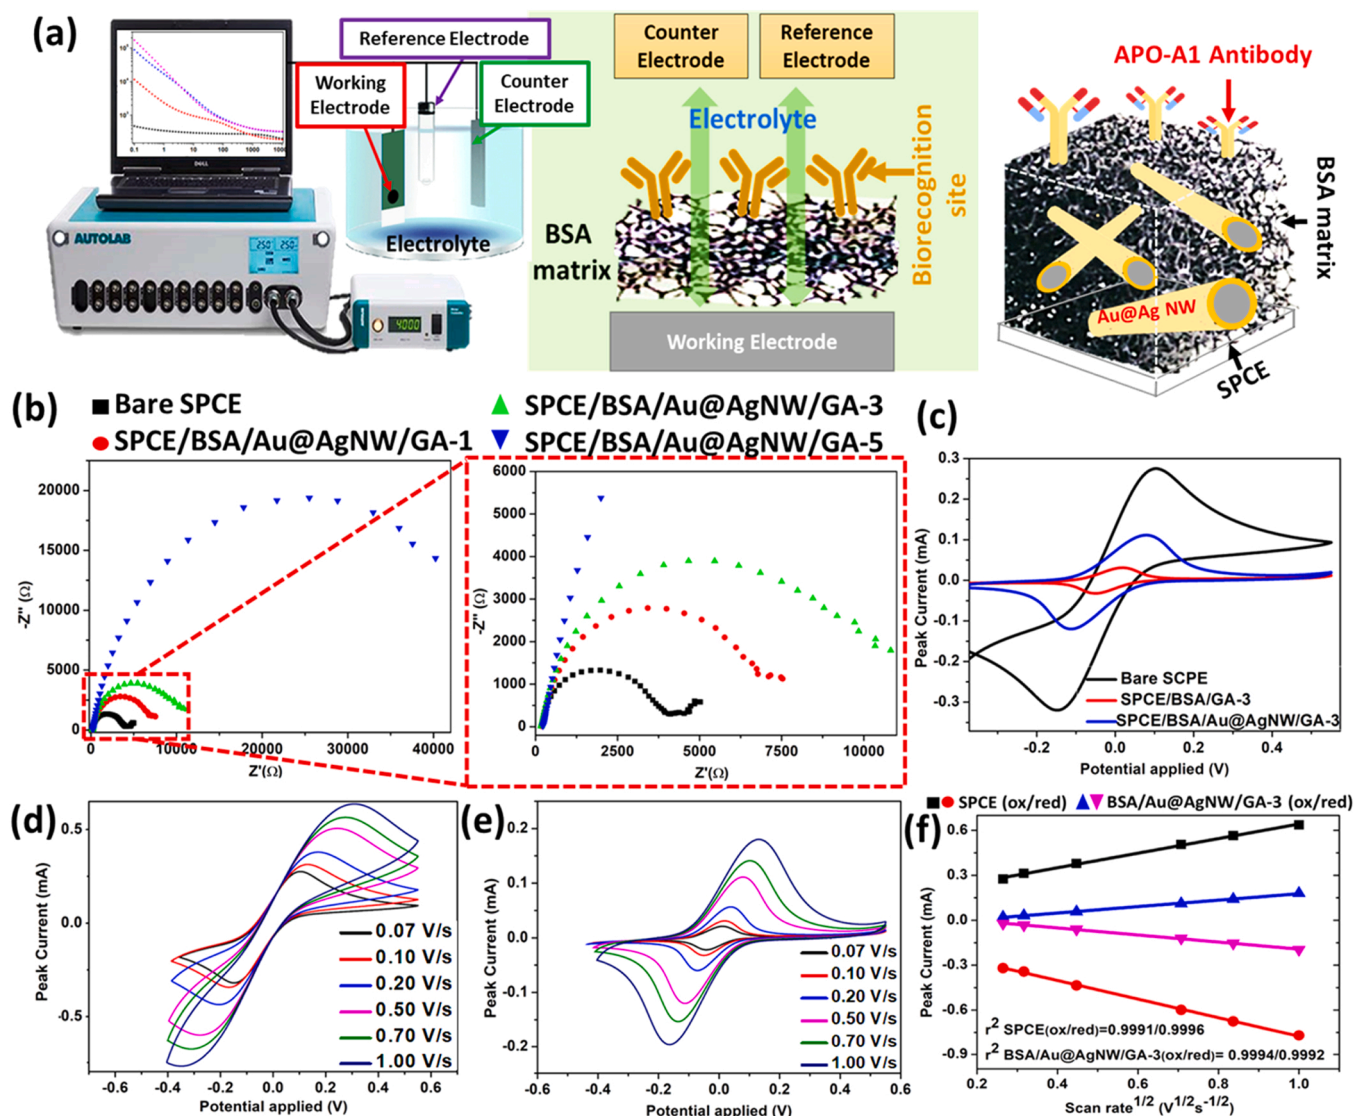 (a)
Reference Electrode
Working
Electrode
Counter
Electrode
Electrolyte
AUTOLAB
DELL
0.1 1 10 100 1000 10000
250 250
AUTOLAB
4000
Counter
Electrode
Reference
Electrode
Electrolyte
BSA
matrix
Biorecognition
site
Working Electrode
APO-A1 Antibody
BSA matrix
Au@Ag NW
SPCE
(b)
Bare SPCE
SPCE/BSA/Au@AgNW/GA-1
SPCE/BSA/Au@AgNW/GA-3
SPCE/BSA/Au@AgNW/GA-5
20000
15000
10000
5000
0
-Z'' (Ω)
0 10000 20000 30000 40000
Z'(Ω)
6000
5000
4000
3000
2000
1000
0
-Z'' (Ω)
0 2500 5000 7500 10000
Z'(Ω)
(c)
0.3
0.2
0.1
0.0
-0.1
-0.2
-0.3
Peak Current (mA)
Bare SCPE
SPCE/BSA/GA-3
SPCE/BSA/Au@AgNW/GA-3
-0.2 0.0 0.2 0.4
Potential applied (V)
(d)
0.5
0.0
-0.5
Peak Current (mA)
0.07 V/s
0.10 V/s
0.20 V/s
0.50 V/s
0.70 V/s
1.00 V/s
-0.6 -0.4 -0.2 0.0 0.2 0.4 0.6
Potential applied (V)
(e)
0.2
0.1
0.0
-0.1
-0.2
Peak Current (mA)
0.07 V/s
0.10 V/s
0.20 V/s
0.50 V/s
0.70 V/s
1.00 V/s
-0.6 -0.4 -0.2 0.0 0.2 0.4 0.6
Potential applied (V)
SPCE (ox/red) BSA/Au@AgNW/GA-3 (ox/red)
(f)
0.6
0.3
0.0
-0.3
-0.6
-0.9
Peak Current (mA)
r² SPCE(ox/red)=0.9991/0.9996
r² BSA/Au@AgNW/GA-3(ox/red)= 0.9994/0.9992
0.2 0.4 0.6 0.8 1.0
Scan rate^1/2 (V^1/2s^-1/2)